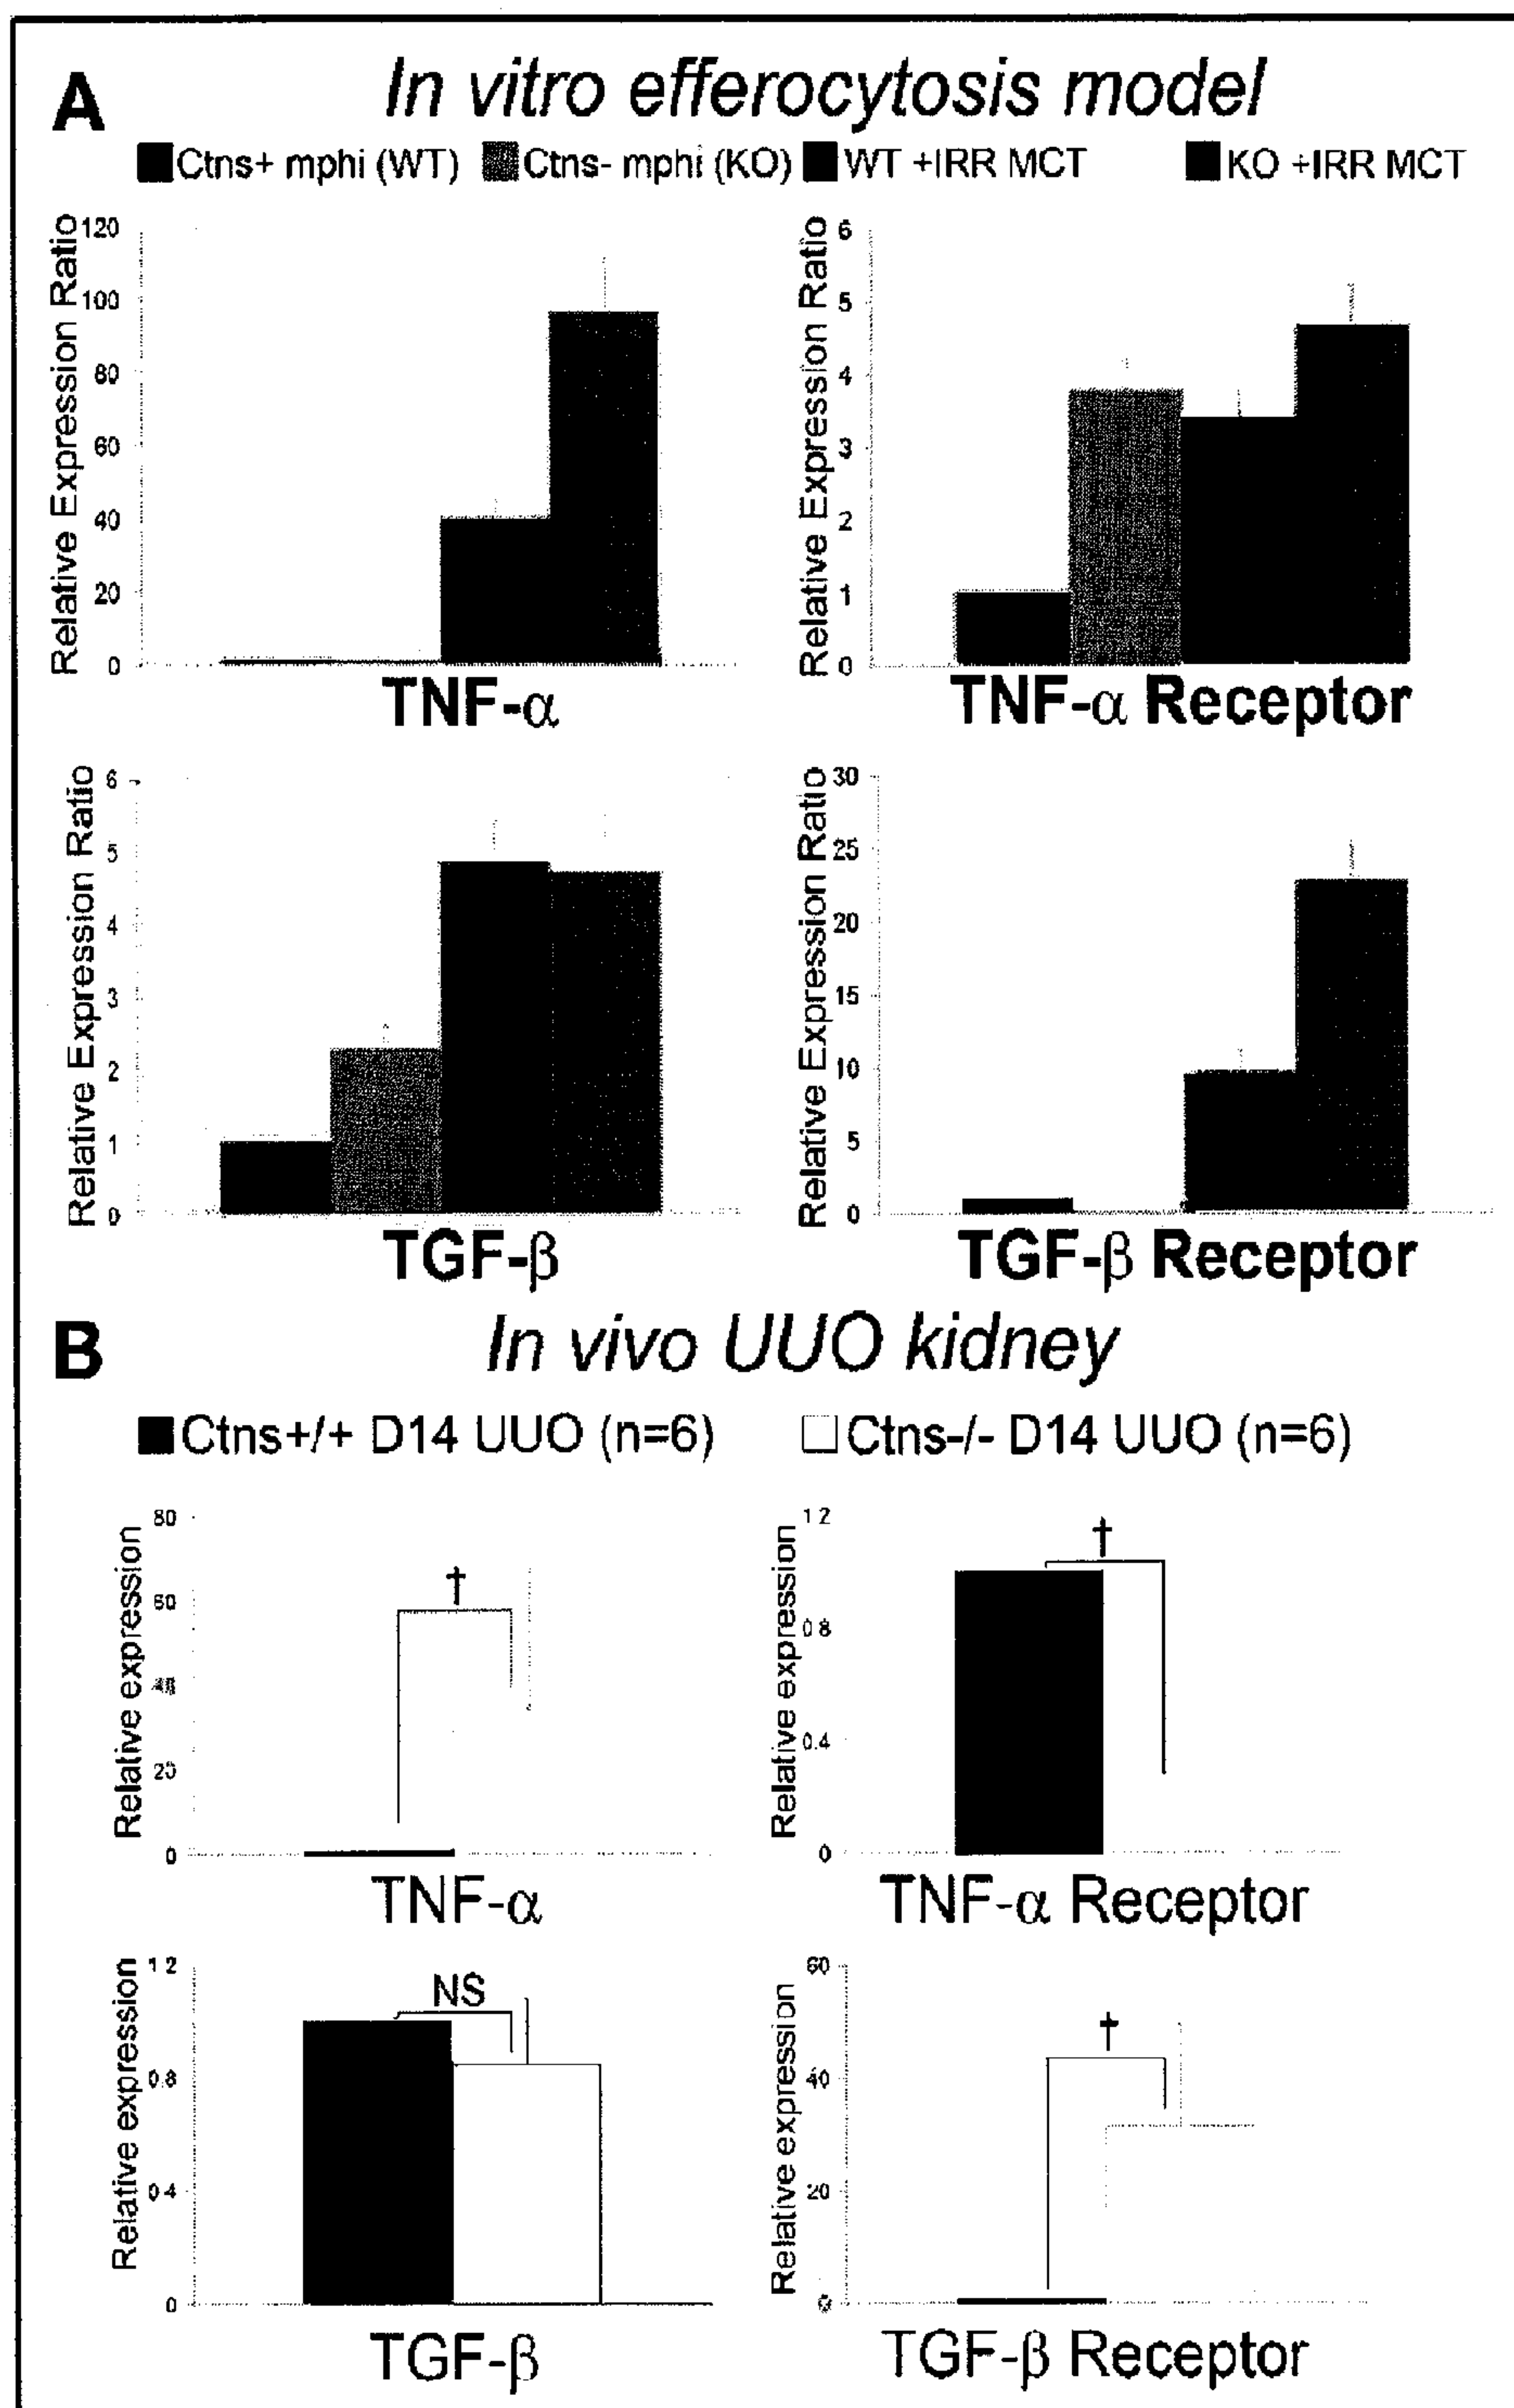 A In vitro efferocytosis model
Ctns+ mphi (WT) Ctns- mphi (KO) WT +IRR MCT KO +IRR MCT
Relative Expression Ratio
120
100
80
60
40
20
0
TNF-α
Relative Expression Ratio
6
5
4
3
2
1
0
TNF-α Receptor
Relative Expression Ratio
6
5
4
3
2
1
0
TGF-β
Relative Expression Ratio
30
25
20
15
10
5
0
TGF-β Receptor
B In vivo UUO kidney
Ctns+/+ D14 UUO (n=6) Ctns-/- D14 UUO (n=6)
Relative expression
80
60
40
20
0
†
TNF-α
Relative expression
1 2
0 8
0.4
0
†
TNF-α Receptor
Relative expression
1 2
0.8
0 4
0
NS
TGF-β
Relative expression
60
40
20
0
†
TGF-β Receptor